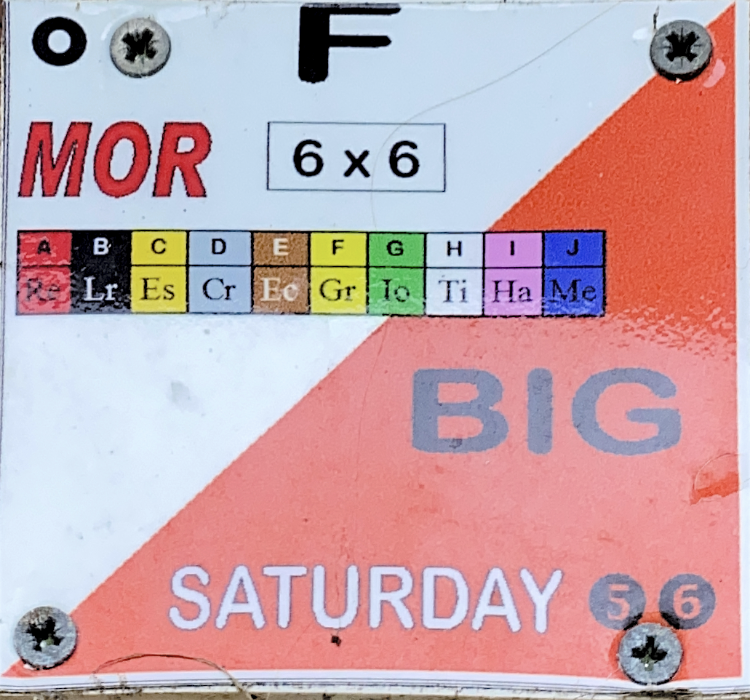 o F
MOR 6 x 6
A B C D E F G H I J
Re Lr Es Cr Ec Gr Io Ti Ha Me
BIG
SATURDAY 5 6